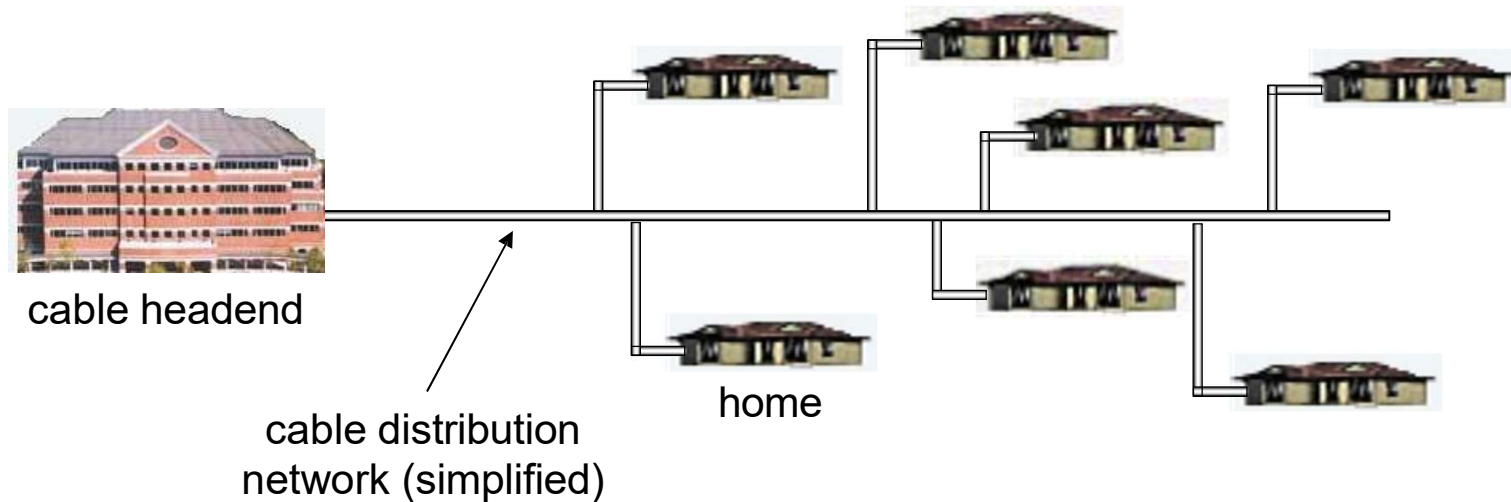 cable headend
home
cable distribution
network (simplified)